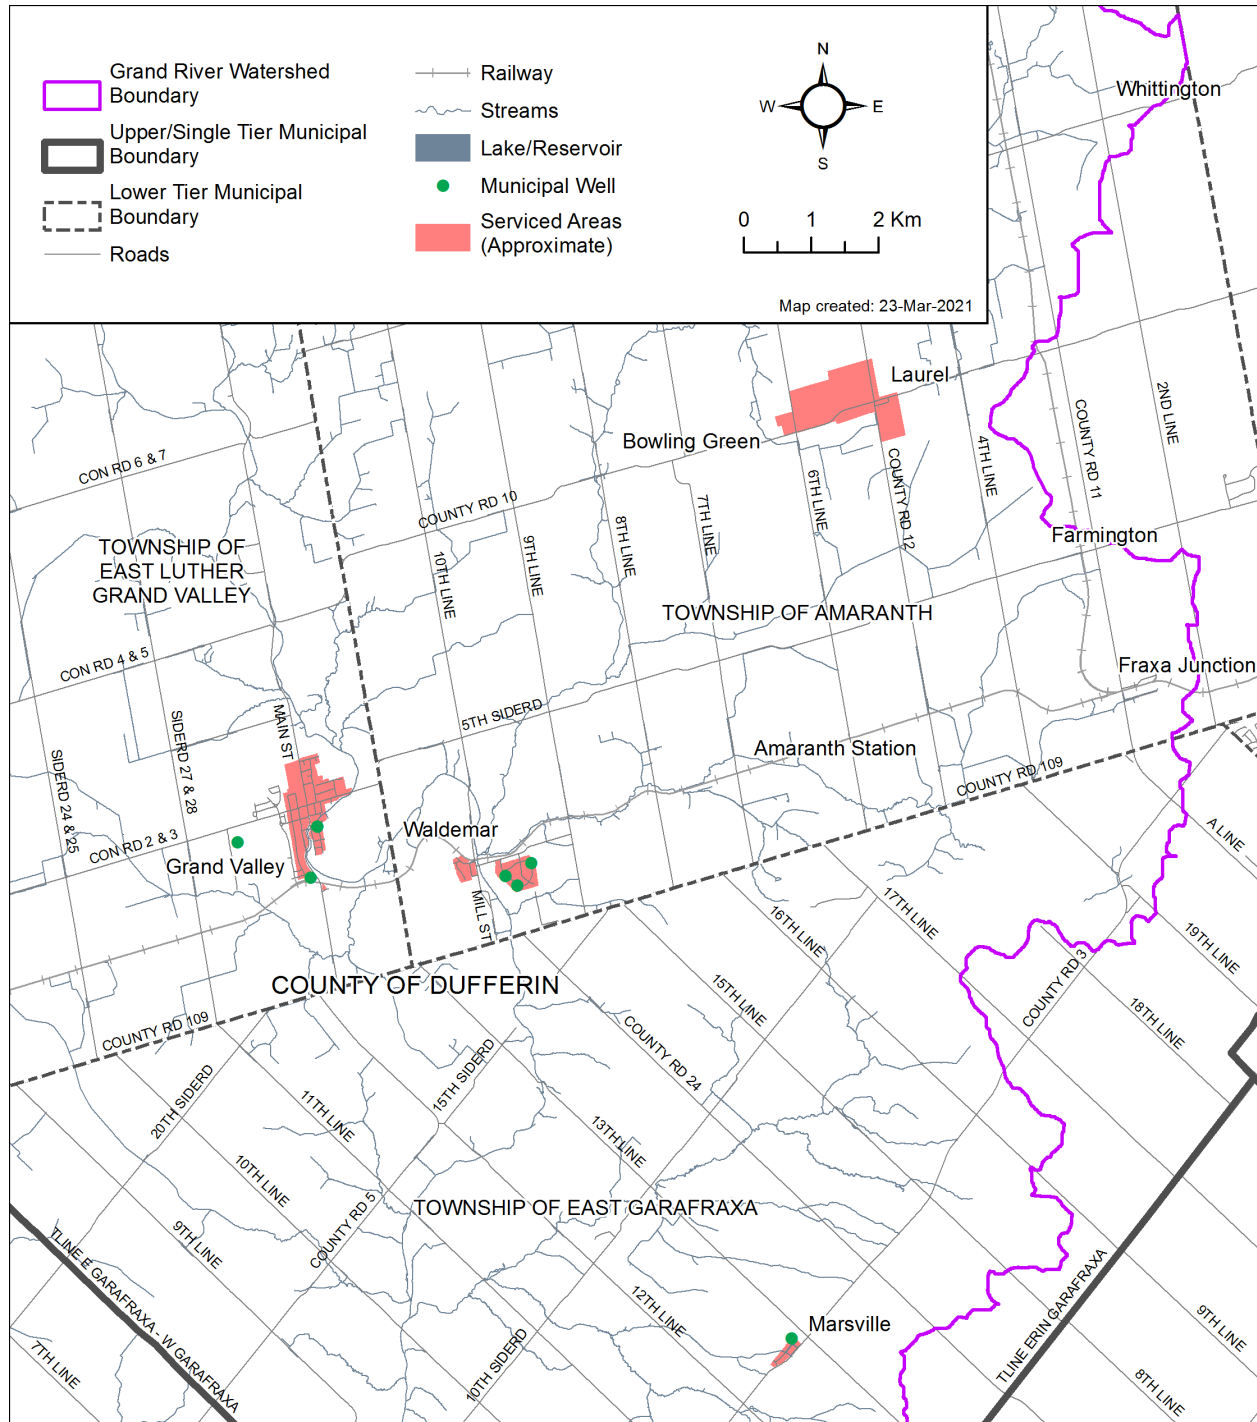 Grand River Watershed
Boundary
Upper/Single Tier Municipal
Boundary
Lower Tier Municipal
Boundary
Roads
Railway
Streams
Lake/Reservoir
Municipal Well
Serviced Areas
(Approximate)
N
W
E
S
0 1 2 Km
Map created: 23-Mar-2021
Whittington
Laurel
Bowling Green
2ND LINE
COUNTY RD 11
4TH LINE
COUNTY RD 12
6TH LINE
7TH LINE
8TH LINE
9TH LINE
10TH LINE
CON RD 6 & 7
COUNTY RD 10
Farmington
TOWNSHIP OF
EAST LUTHER
GRAND VALLEY
TOWNSHIP OF AMARANTH
CON RD 4 & 5
Fraxa Junction
5TH SIDERD
MAIN ST
SIDERD 27 & 28
SIDERD 24 & 25
Amaranth Station
COUNTY RD 109
A LINE
CON RD 2 & 3
Waldemar
Grand Valley
MILL ST
17TH LINE
16TH LINE
19TH LINE
COUNTY OF DUFFERIN
15TH LINE
COUNTY RD 3
18TH LINE
COUNTY RD 109
COUNTY RD 24
20TH SIDERD
15TH SIDERD
11TH LINE
13TH LINE
10TH LINE
TOWNSHIP OF EAST GARAFRAXA
COUNTY RD 5
9TH LINE
TLINE E GARAFRAXA - W GARAFRAXA
12TH LINE
Marsville
TLINE ERIN GARAFRAXA
9TH LINE
10TH SIDERD
7TH LINE
8TH LINE